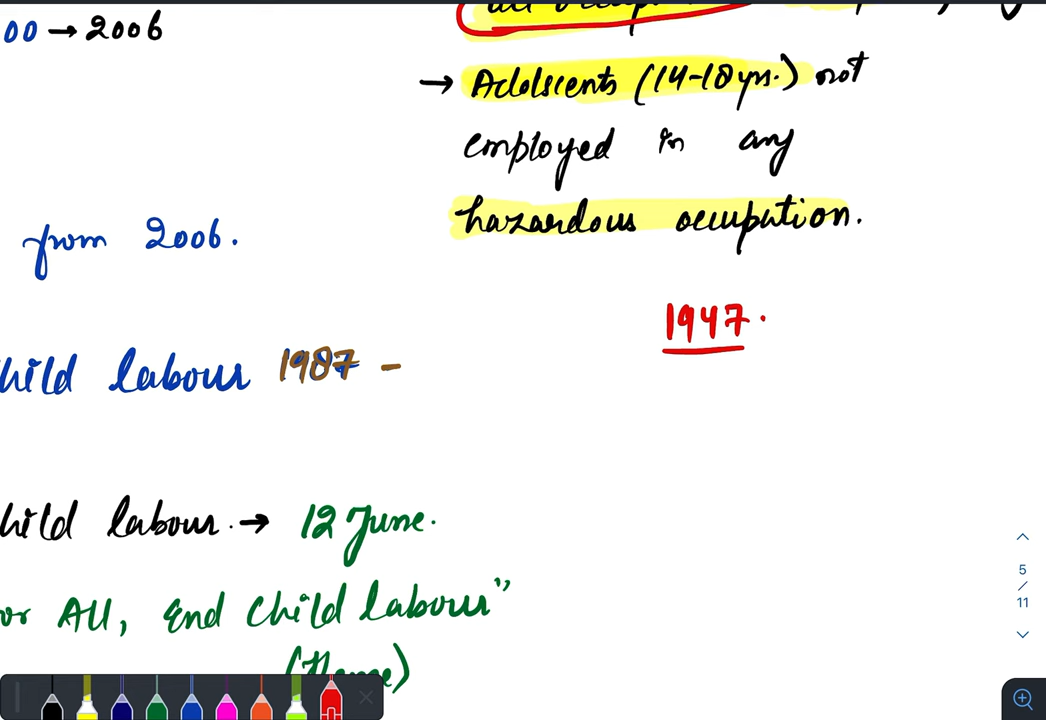 00 → 2006
→ Adolscents (14-18 yrs.) not
employed in any
hazardous occupation.
from 2006.
1947.
hild labour 1987 -
hild labour. → 12 June.
or All, End Child labour"
(theme)
5
/
11